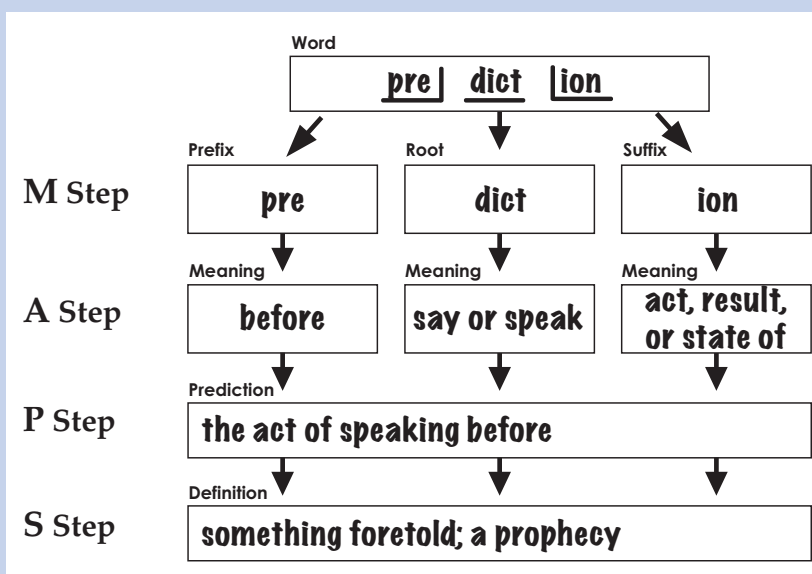 Word
pre dict ion
Prefix Root Suffix
M Step pre dict ion
Meaning Meaning Meaning
A Step before say or speak act, result,
or state of
Prediction
P Step the act of speaking before
Definition
S Step something foretold; a prophecy